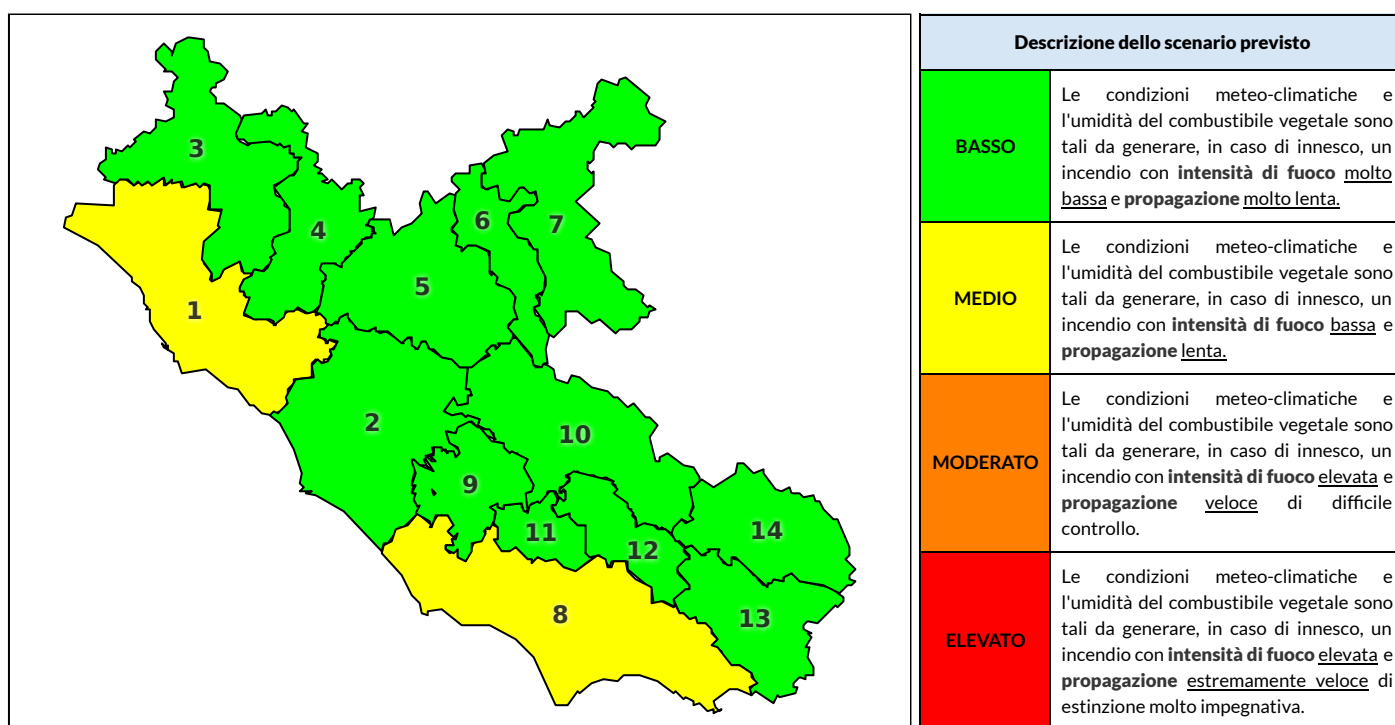 3
4
6
7
5
1
2
10
9
11
12
14
8
13
Descrizione dello scenario previsto
BASSO
Le condizioni meteo-climatiche e
l'umidità del combustibile vegetale sono
tali da generare, in caso di innesco, un
incendio con intensità di fuoco molto
bassa e propagazione molto lenta.
MEDIO
Le condizioni meteo-climatiche e
l'umidità del combustibile vegetale sono
tali da generare, in caso di innesco, un
incendio con intensità di fuoco bassa e
propagazione lenta.
MODERATO
Le condizioni meteo-climatiche e
l'umidità del combustibile vegetale sono
tali da generare, in caso di innesco, un
incendio con intensità di fuoco elevata e
propagazione veloce di difficile
controllo.
ELEVATO
Le condizioni meteo-climatiche e
l'umidità del combustibile vegetale sono
tali da generare, in caso di innesco, un
incendio con intensità di fuoco elevata e
propagazione estremamente veloce di
estinzione molto impegnativa.